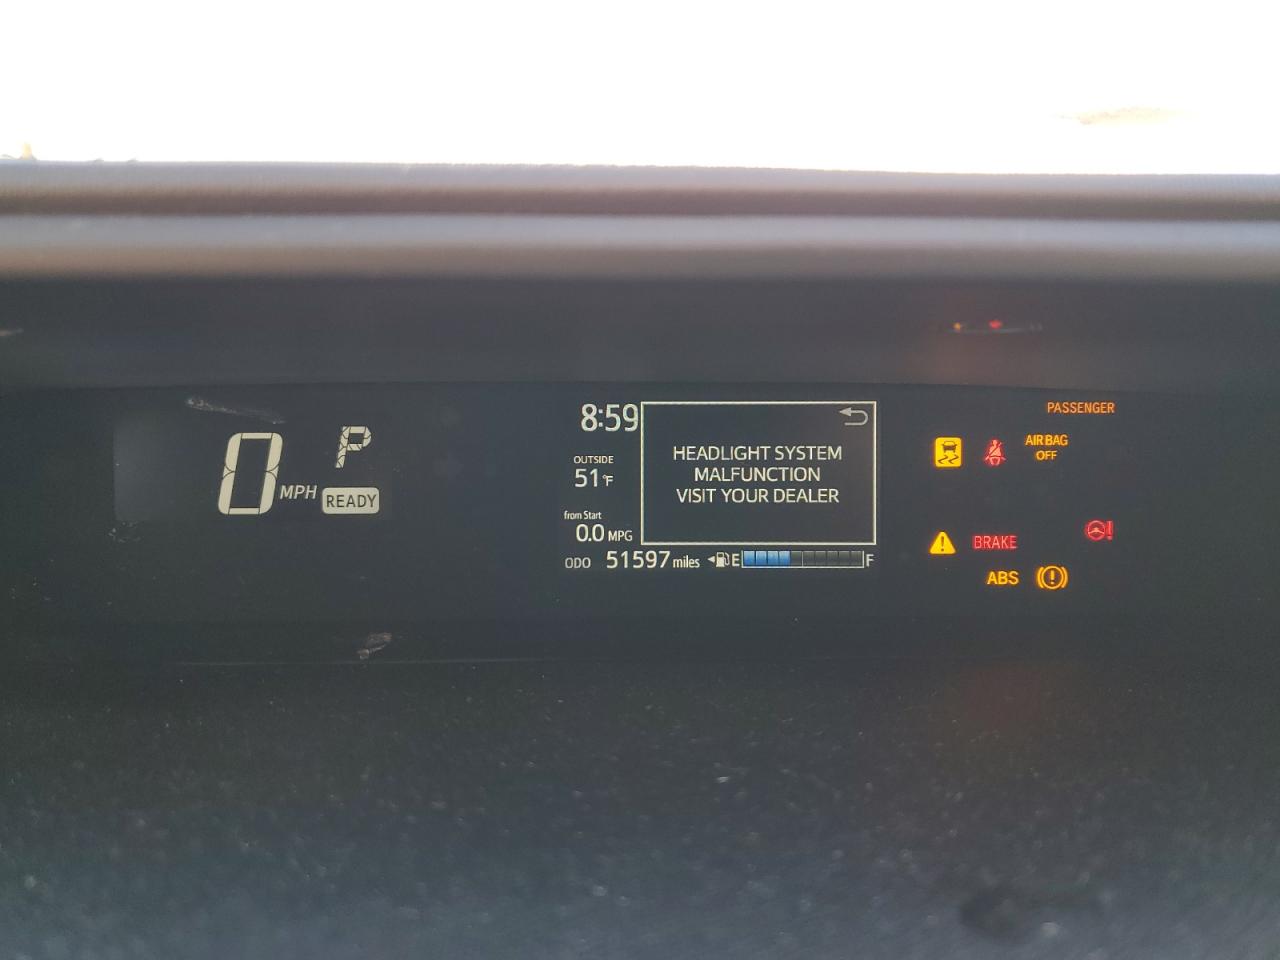 0 MPH
P
READY
8:59
OUTSIDE
51°F
from Start
0.0 MPG
ODO 51597 miles E F
HEADLIGHT SYSTEM
MALFUNCTION
VISIT YOUR DEALER
PASSENGER
AIR BAG
OFF
BRAKE
ABS